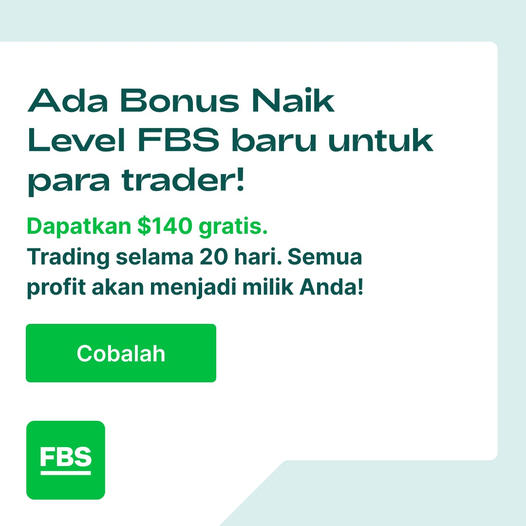 Ada Bonus Naik
Level FBS baru untuk
para trader!
Dapatkan $140 gratis.
Trading selama 20 hari. Semua
profit akan menjadi milik Anda!
Cobalah
FBS